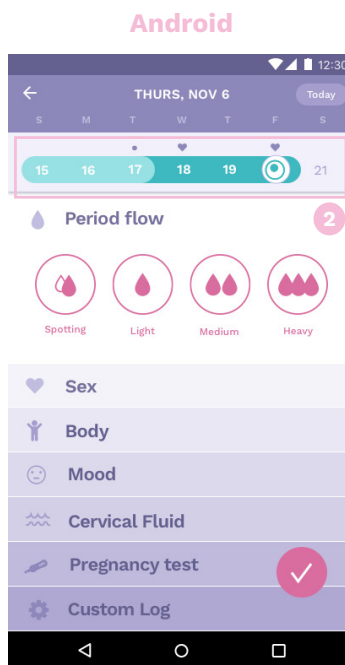 Android
12:30
THURS, NOV 6 Today
S M T W T F S
15 16 17 18 19 21
Period flow
2
Spotting Light Medium Heavy
Sex
Body
Mood
Cervical Fluid
Pregnancy test
Custom Log